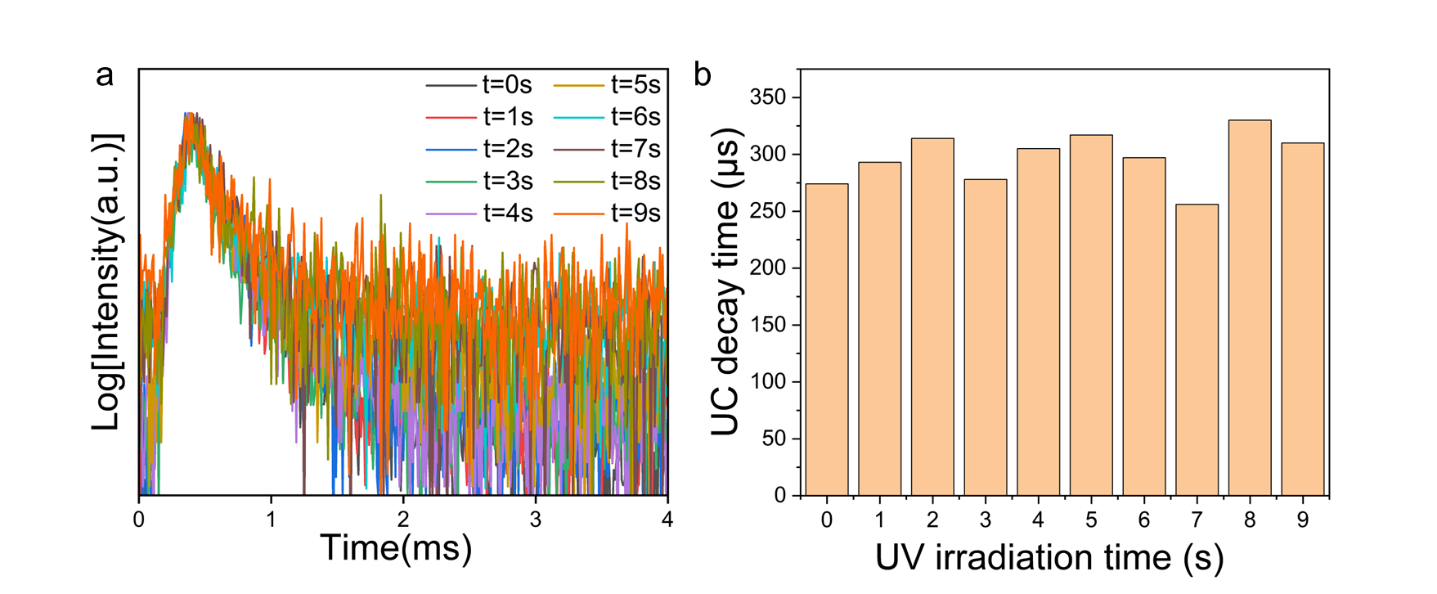 a
t=0s t=5s
t=1s t=6s
t=2s t=7s
t=3s t=8s
t=4s t=9s
Log[Intensity(a.u.)]
0 1 2 3 4
Time(ms)
b
350
300
250
200
150
100
50
0
UC decay time (μs)
0 1 2 3 4 5 6 7 8 9
UV irradiation time (s)